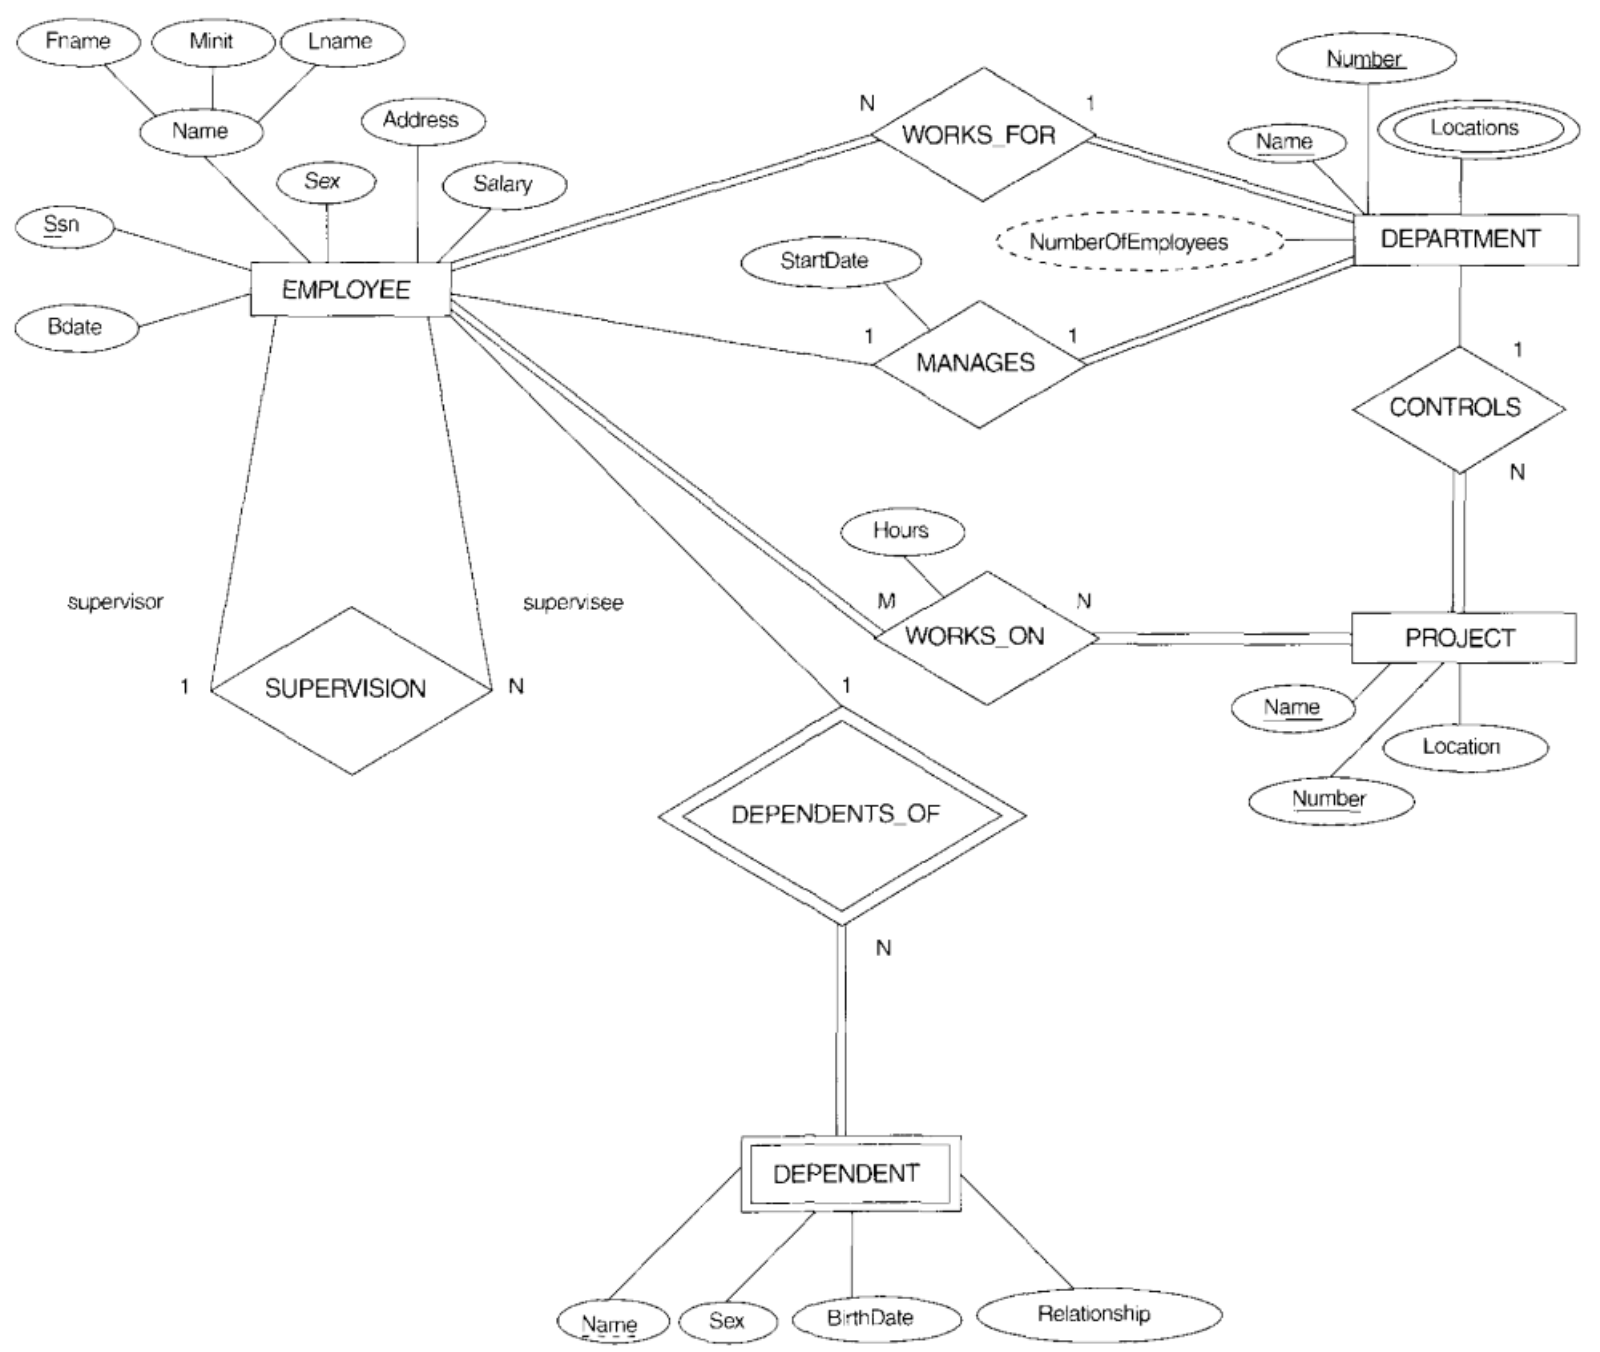 Fname
Minit
Lname
Name
Address
Sex
Salary
Ssn
Bdate
EMPLOYEE
N
WORKS_FOR
1
Number
Name
Locations
NumberOfEmployees
DEPARTMENT
StartDate
1
MANAGES
1
1
CONTROLS
N
supervisor
supervisee
1
SUPERVISION
N
Hours
M
WORKS_ON
N
PROJECT
Name
Location
Number
1
DEPENDENTS_OF
N
DEPENDENT
Name
Sex
BirthDate
Relationship